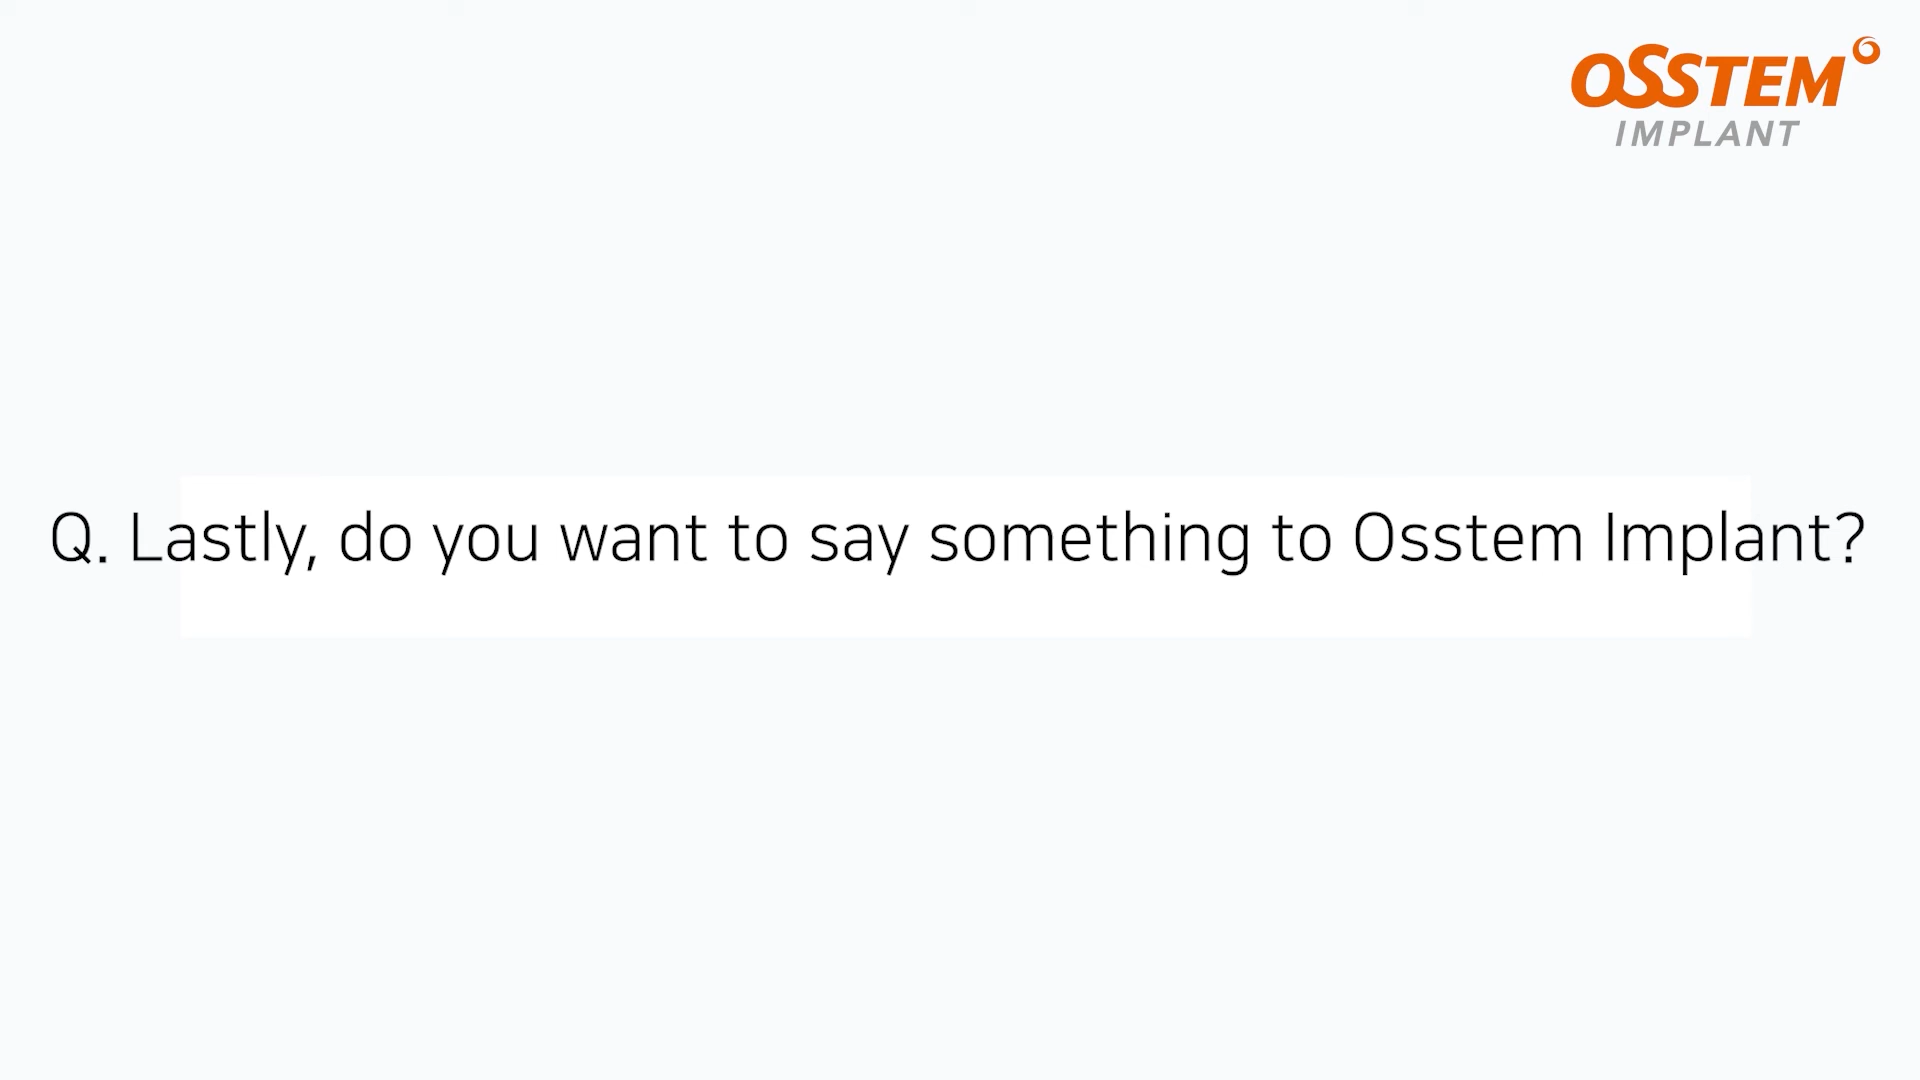 OSSTEM
IMPLANT
Q. Lastly, do you want to say something to Osstem Implant?